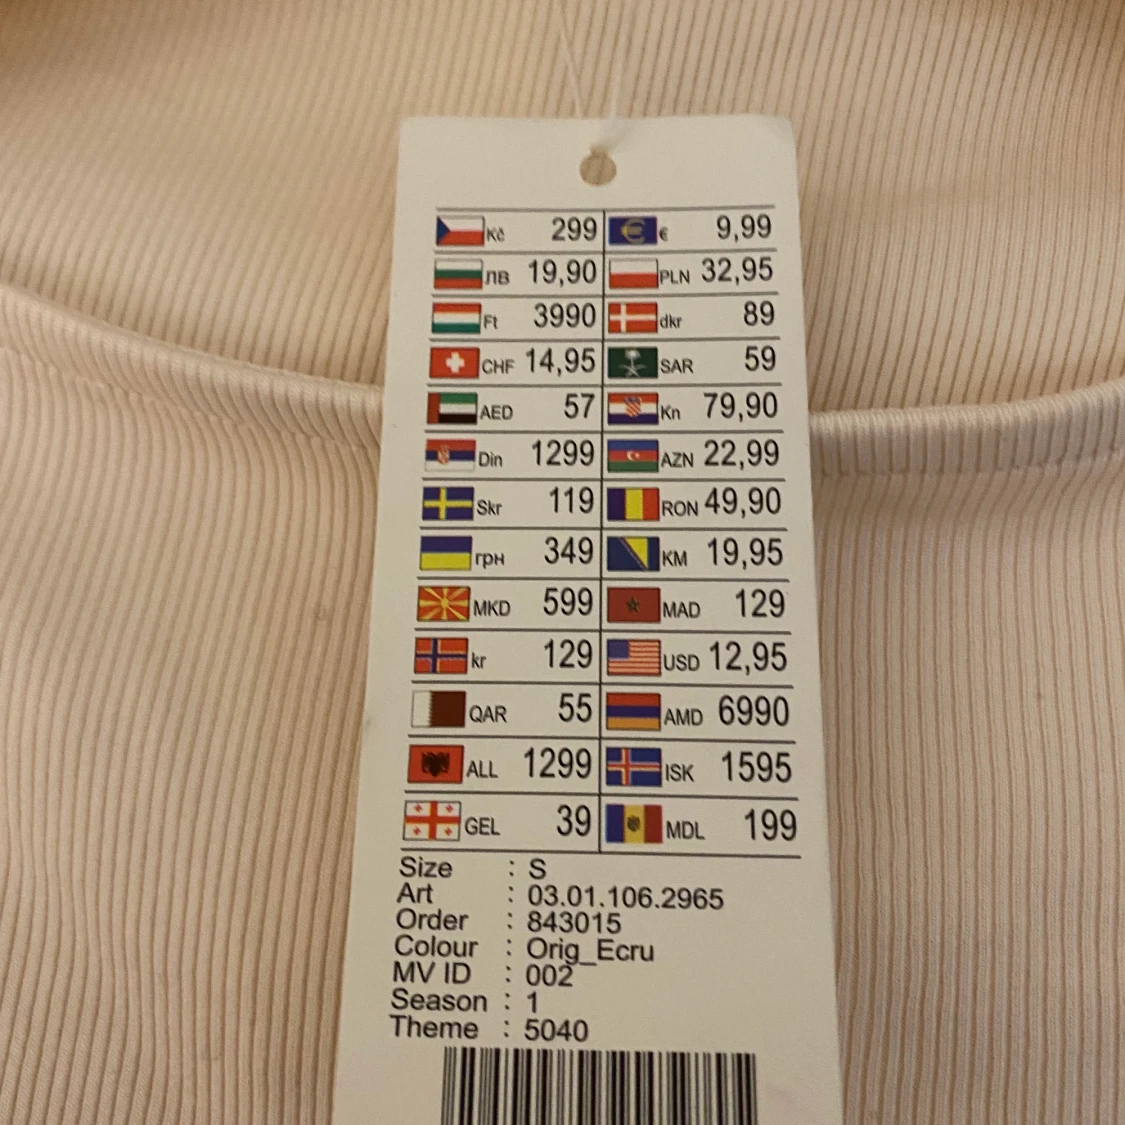 Kč 299 € 9,99
ЛВ 19,90 PLN 32,95
Ft 3990 dkr 89
CHF 14,95 SAR 59
AED 57 Kn 79,90
Din 1299 AZN 22,99
Skr 119 RON 49,90
грн 349 KM 19,95
MKD 599 MAD 129
kr 129 USD 12,95
QAR 55 AMD 6990
ALL 1299 ISK 1595
GEL 39 MDL 199
Size : S
Art : 03.01.106.2965
Order : 843015
Colour : Orig_Ecru
MV ID : 002
Season : 1
Theme : 5040